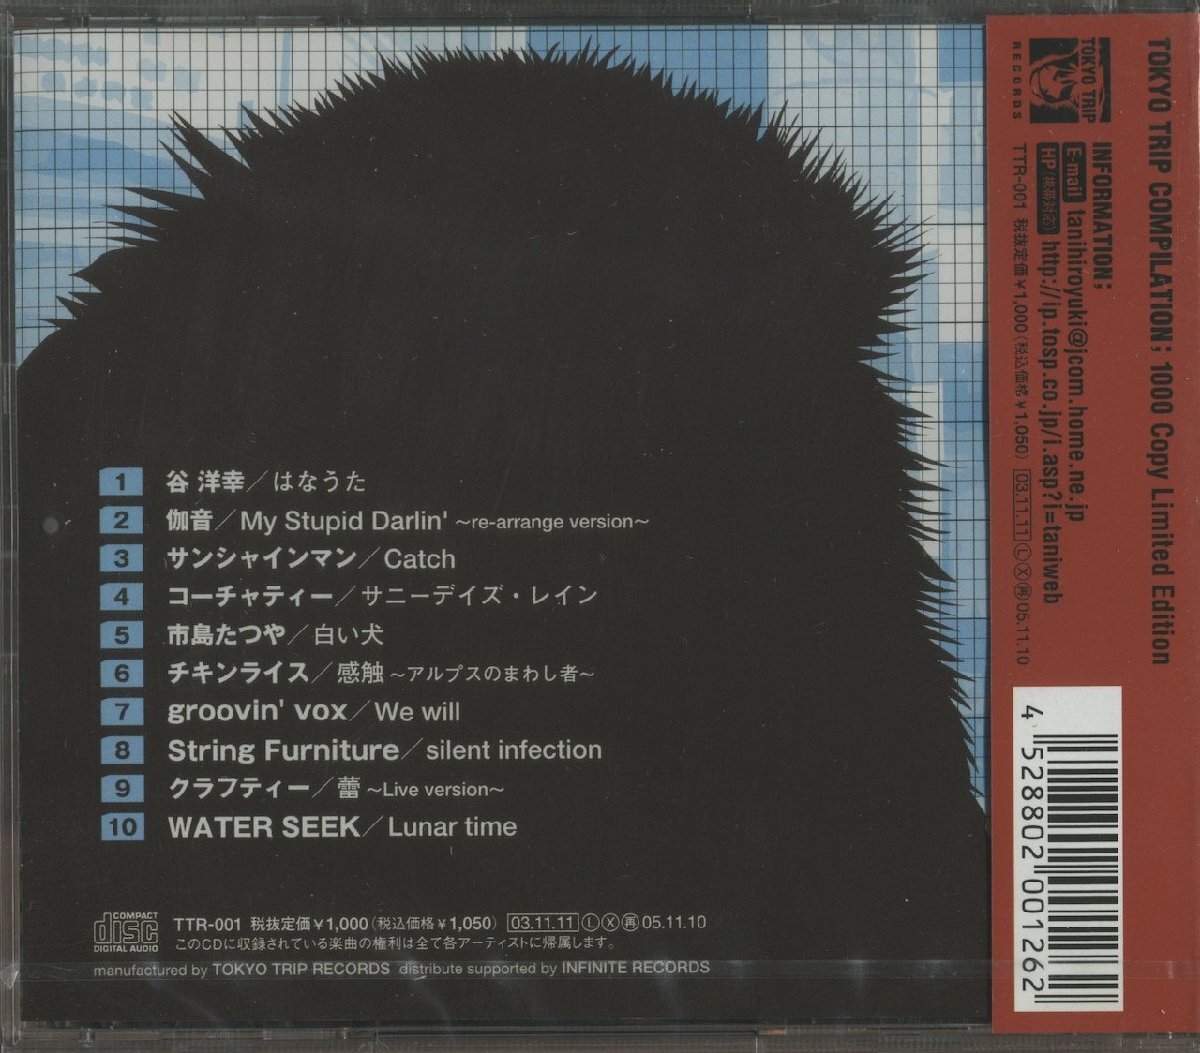 1 谷 洋幸／はなうた
2 伽音／My Stupid Darlin' ～re-arrange version～
3 サンシャインマン／Catch
4 コーチャティー／サニーデイズ・レイン
5 市島たつや／白い犬
6 チキンライス／感触 ～アルプスのまわし者～
7 groovin' vox／We will
8 String Furniture／silent infection
9 クラフティー／蕾 ～Live version～
10 WATER SEEK／Lunar time
COMPACT
disc
DIGITAL AUDIO
TTR-001 税抜定価¥1,000(税込価格¥1,050) 03.11.11 Ⓛ Ⓧ 再 05.11.10
このCDに収録されている楽曲の権利は全て各アーティストに帰属します。
manufactured by TOKYO TRIP RECORDS distribute supported by INFINITE RECORDS
TOKYO TRIP COMPILATION; 1000 Copy Limited Edition
TOKYO TRIP
RECORDS
INFORMATION;
E-mail tanihiroyuki@jcom.home.ne.jp
HP(携帯対応) http://ip.tosp.co.jp/i.asp?i=taniweb
TTR-001 税抜定価¥1,000(税込価格¥1,050) 03.11.11 Ⓛ Ⓧ 再 05.11.10
4 528802 001262